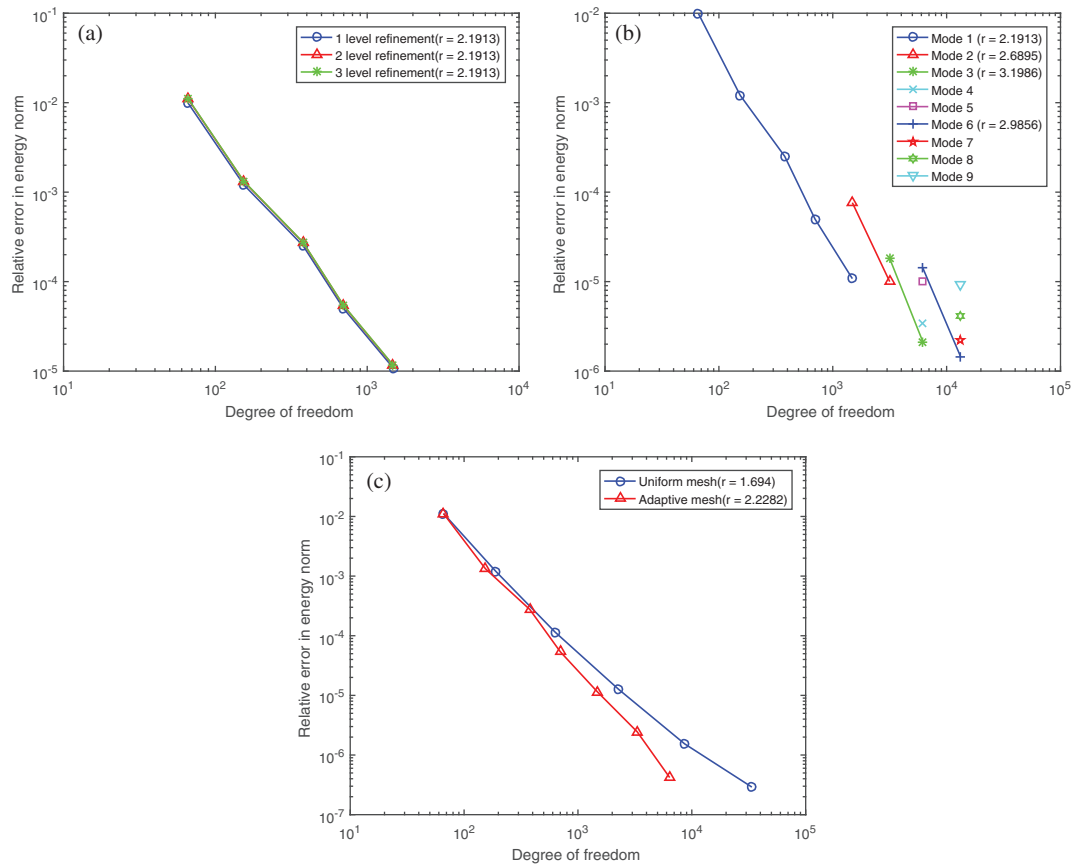 (a)
1 level refinement(r = 2.1913)
2 level refinement(r = 2.1913)
3 level refinement(r = 2.1913)
10^-1
10^-2
10^-3
10^-4
10^-5
Relative error in energy norm
10^1
10^2
10^3
10^4
Degree of freedom
(b)
Mode 1 (r = 2.1913)
Mode 2 (r = 2.6895)
Mode 3 (r = 3.1986)
Mode 4
Mode 5
Mode 6 (r = 2.9856)
Mode 7
Mode 8
Mode 9
10^-2
10^-3
10^-4
10^-5
10^-6
Relative error in energy norm
10^1
10^2
10^3
10^4
10^5
Degree of freedom
(c)
Uniform mesh(r = 1.694)
Adaptive mesh(r = 2.2282)
10^-1
10^-2
10^-3
10^-4
10^-5
10^-6
10^-7
Relative error in energy norm
10^1
10^2
10^3
10^4
10^5
Degree of freedom